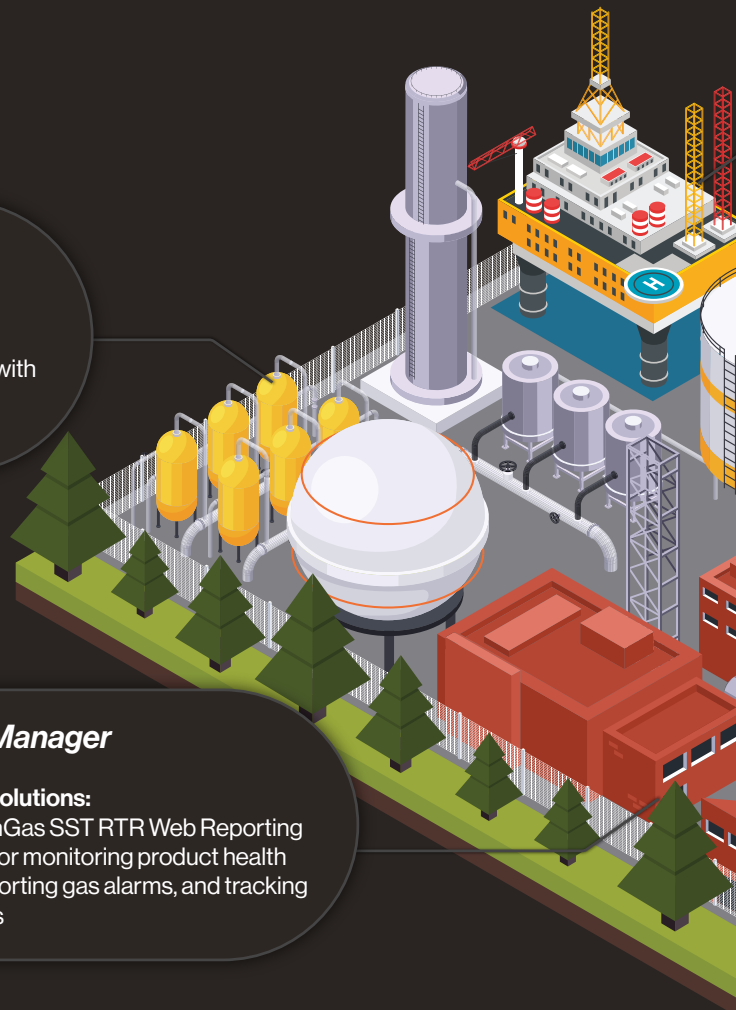 with
H
Manager
olutions:
Gas SST RTR Web Reporting
or monitoring product health
orting gas alarms, and tracking
s